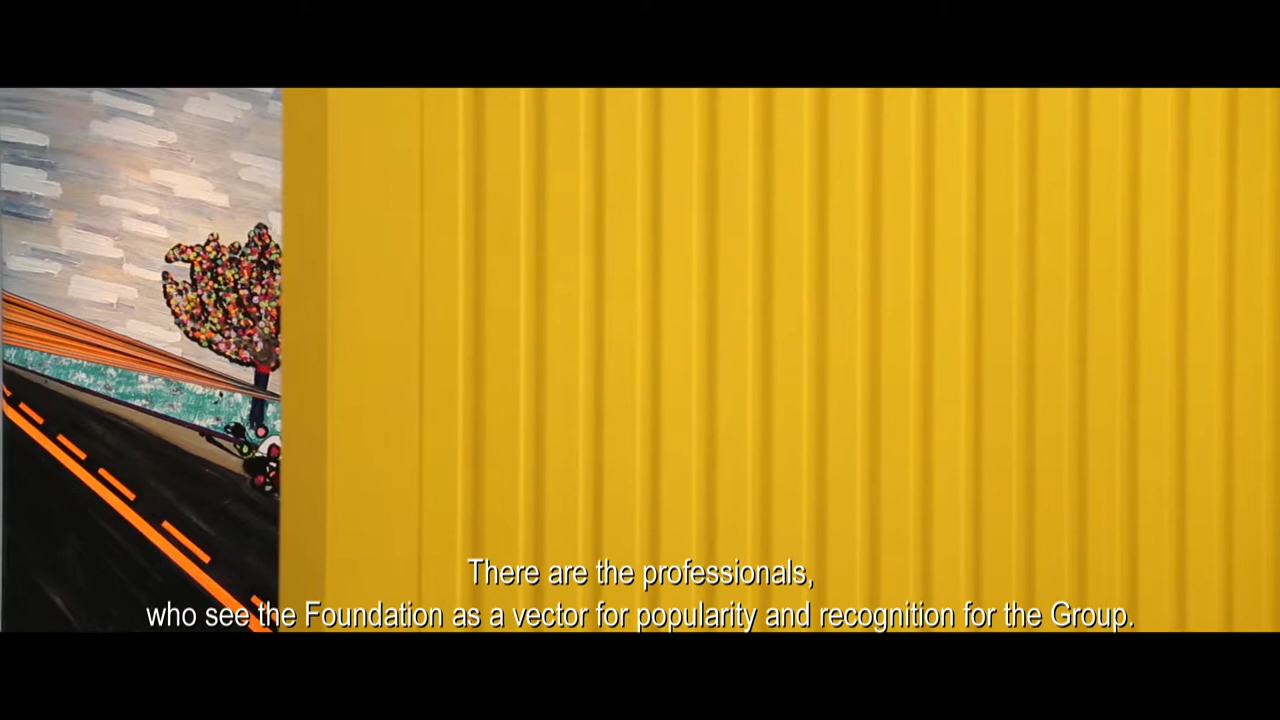 There are the professionals,
who see the Foundation as a vector for popularity and recognition for the Group.